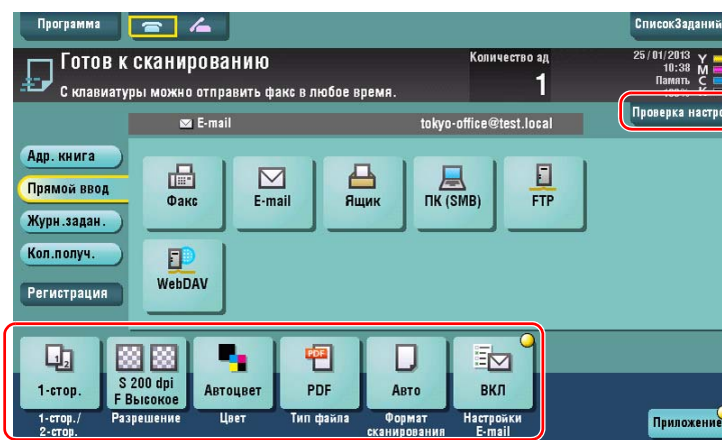 Программа
СписокЗаданий
Готов к сканированию
Количество ад
1
С клавиатуры можно отправить факс в любое время.
25/01/2013
10:38
Память
Y
M
C
K
Проверка настро
E-mail
tokyo-office@test.local
Адр. книга
Прямой ввод
Журн.задан.
Кол.получ.
Регистрация
Факс
E-mail
Ящик
ПК (SMB)
FTP
WebDAV
1-стор.
S 200 dpi
F Высокое
Автоцвет
PDF
PDF
Авто
ВКЛ
1-стор./
2-стор.
Разрешение
Цвет
Тип файла
Формат
сканирования
Настройки
E-mail
Приложение